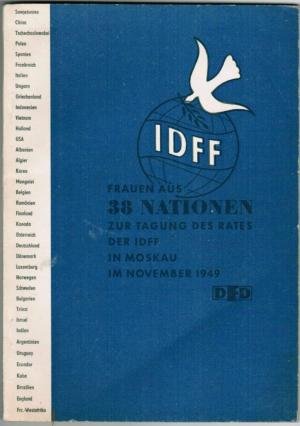 Sowjetunion
China
Tschechoslowakei
Polen
Spanien
Frankreich
Italien
Ungarn
Griechenland
Indonesien
Vietnam
Holland
USA
Albanien
Algier
Korea
Mongolei
Belgien
Rumänien
Finnland
Kanada
Österreich
Deutschland
Dänemark
Luxemburg
Norwegen
Schweden
Bulgarien
Triest
Israel
Indien
Argentinien
Uruguay
Ecuador
Kuba
Brasilien
England
Frz.-Westafrika
IDFF
FRAUEN AUS
38 NATIONEN
ZUR TAGUNG DES RATES
DER IDFF
IN MOSKAU
IM NOVEMBER 1949
DFD